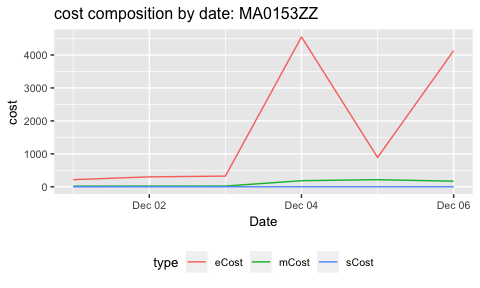 cost composition by date: MA0153ZZ
4000
3000
2000
1000
0
cost
Dec 02 Dec 04 Dec 06
Date
type eCost mCost sCost